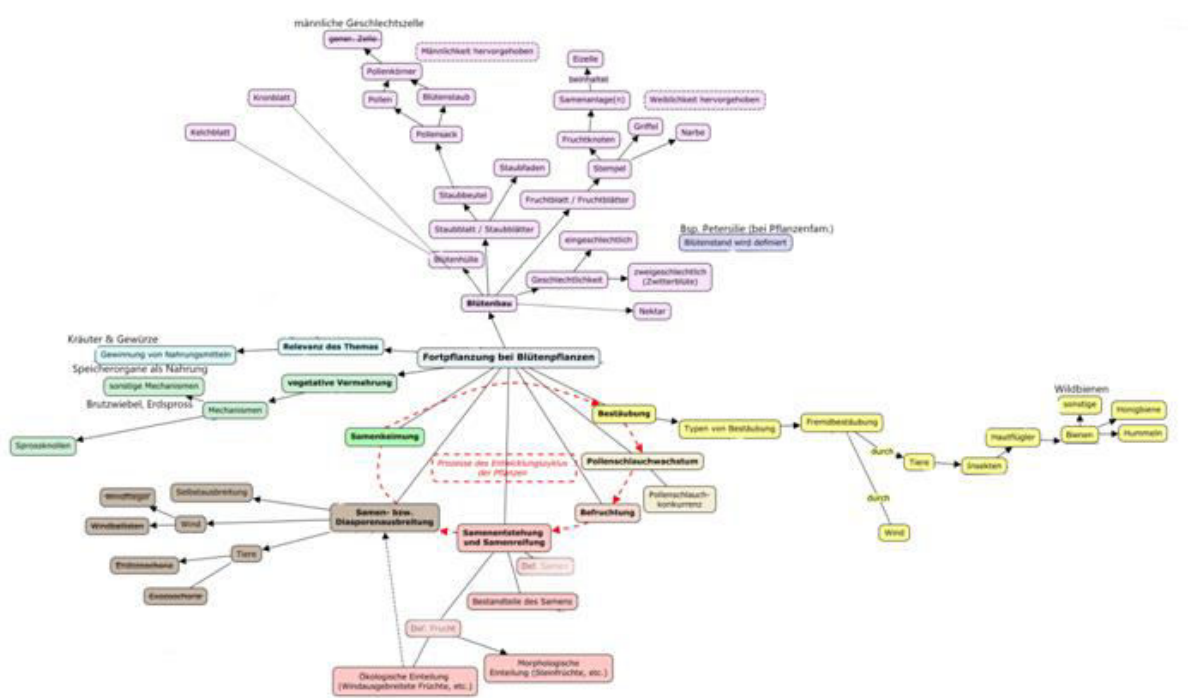 männliche Geschlechtszelle
gener. Zelle
Männlichkeit hervorgehoben
Pollenkörner
Eizelle
beinhaltet
Kronblatt
Pollen
Blütenstaub
Samenanlage(n)
Weiblichkeit hervorgehoben
Kelchblatt
Pollensack
Fruchtknoten
Griffel
Narbe
Staubfaden
Stempel
Staubbeutel
Fruchtblatt / Fruchtblätter
Staubblatt / Staubblätter
Bsp. Petersilie (bei Pflanzenfam.)
Blütenstand wird definiert
eingeschlechtlich
Blütenhülle
Geschlechtlichkeit
zweigeschlechtlich
(Zwitterblüte)
Blütenbau
Nektar
Kräuter & Gewürze
Gewinnung von Nahrungsmitteln
Relevanz des Themas
Fortpflanzung bei Blütenpflanzen
Speicherorgane als Nahrung
sonstige Mechanismen
vegetative Vermehrung
Brutzwiebel, Erdspross
Mechanismen
Sprossknollen
Samenkeimung
Bestäubung
Typen von Bestäubung
Fremdbestäubung
Wildbienen
sonstige
Honigbiene
Hautflügler
Bienen
Hummeln
durch
Tiere
Insekten
durch
Wind
Pollenschlauchwachstum
Prozesse des Entwicklungszyklus
der Pflanzen
Pollenschlauch-
konkurrenz
Befruchtung
Selbstausbreitung
Windflieger
Samen- bzw.
Diasporenausbreitung
Windballisten
Wind
Samenentstehung
und Samenreifung
Tiere
Def. Samen
Bestandteile des Samens
Def. Frucht
Ökologische Einteilung
(Windausgebreitete Früchte, etc.)
Morphologische
Einteilung (Steinfrüchte, etc.)